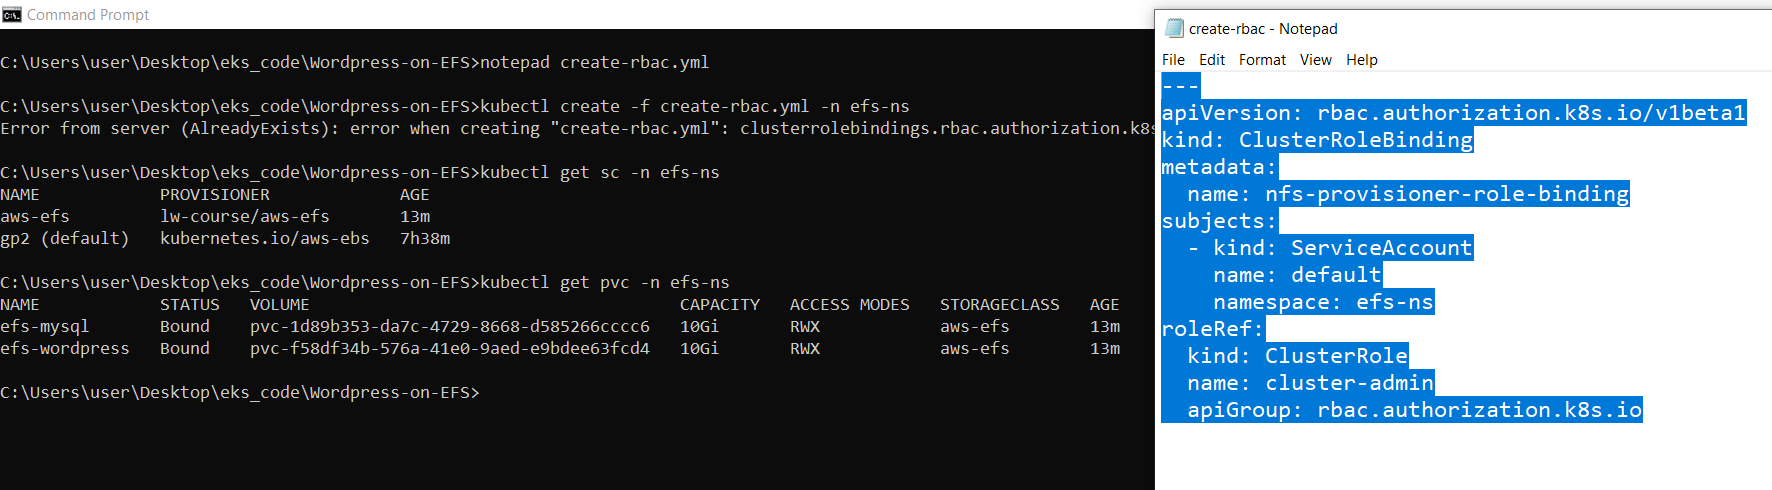 Command Prompt
C:\Users\user\Desktop\eks_code\Wordpress-on-EFS>notepad create-rbac.yml
C:\Users\user\Desktop\eks_code\Wordpress-on-EFS>kubectl create -f create-rbac.yml -n efs-ns
Error from server (AlreadyExists): error when creating "create-rbac.yml": clusterrolebindings.rbac.authorization.k8s
C:\Users\user\Desktop\eks_code\Wordpress-on-EFS>kubectl get sc -n efs-ns
NAME PROVISIONER AGE
aws-efs lw-course/aws-efs 13m
gp2 (default) kubernetes.io/aws-ebs 7h38m
C:\Users\user\Desktop\eks_code\Wordpress-on-EFS>kubectl get pvc -n efs-ns
NAME STATUS VOLUME CAPACITY ACCESS MODES STORAGECLASS AGE
efs-mysql Bound pvc-1d89b353-da7c-4729-8668-d585266cccc6 10Gi RWX aws-efs 13m
efs-wordpress Bound pvc-f58df34b-576a-41e0-9aed-e9bdee63fcd4 10Gi RWX aws-efs 13m
C:\Users\user\Desktop\eks_code\Wordpress-on-EFS>
create-rbac - Notepad
File Edit Format View Help
---
apiVersion: rbac.authorization.k8s.io/v1beta1
kind: ClusterRoleBinding
metadata:
  name: nfs-provisioner-role-binding
subjects:
  - kind: ServiceAccount
    name: default
    namespace: efs-ns
roleRef:
  kind: ClusterRole
  name: cluster-admin
  apiGroup: rbac.authorization.k8s.io